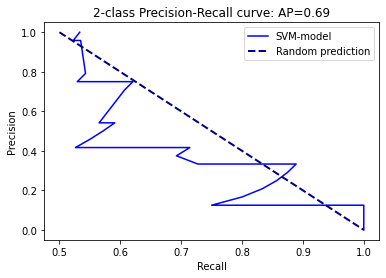 2-class Precision-Recall curve: AP=0.69
SVM-model
Random prediction
Precision
1.0
0.8
0.6
0.4
0.2
0.0
0.5 0.6 0.7 0.8 0.9 1.0
Recall